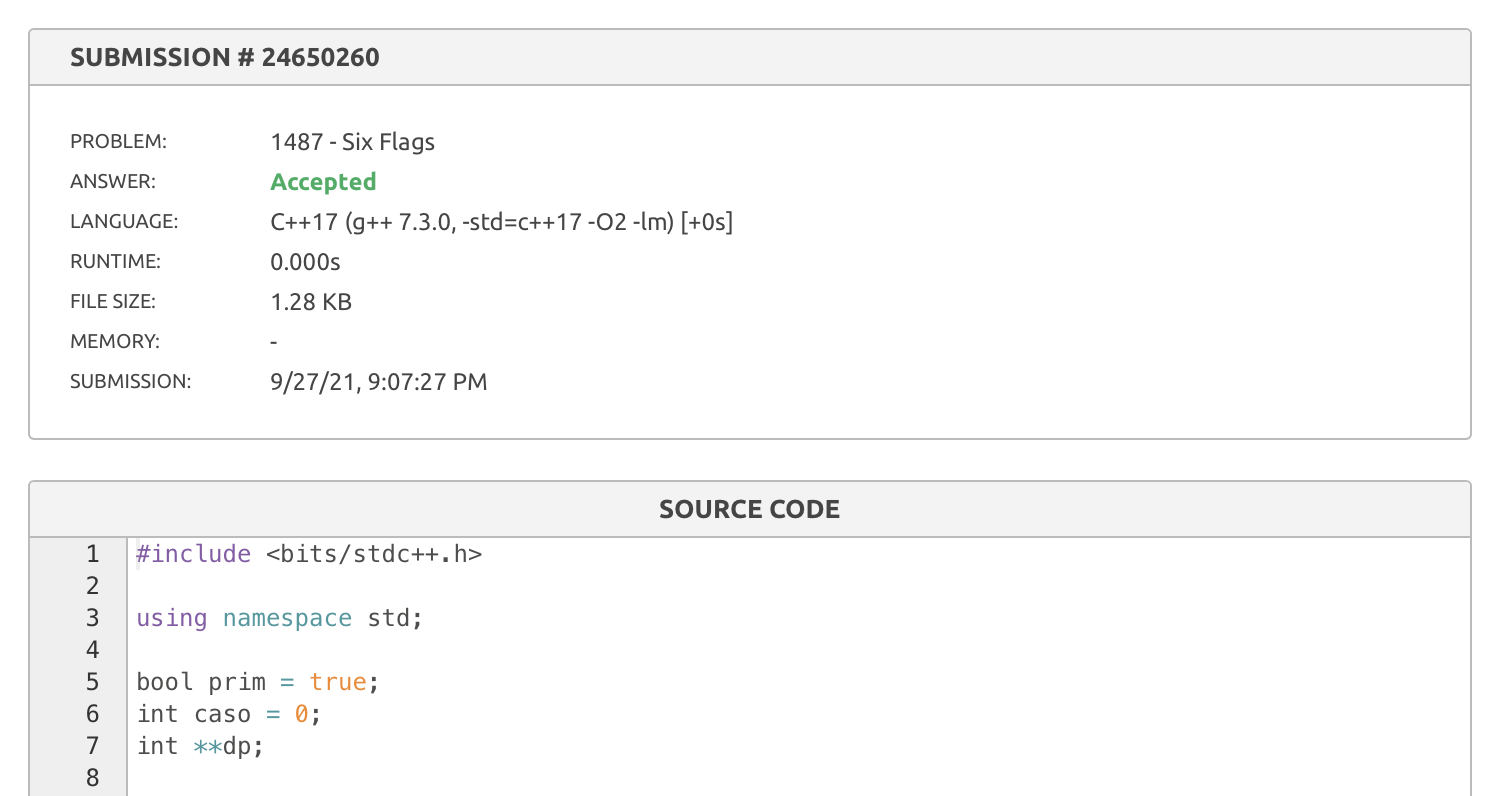 SUBMISSION # 24650260
PROBLEM: 1487 - Six Flags
ANSWER: Accepted
LANGUAGE: C++17 (g++ 7.3.0, -std=c++17 -O2 -lm) [+0s]
RUNTIME: 0.000s
FILE SIZE: 1.28 KB
MEMORY: -
SUBMISSION: 9/27/21, 9:07:27 PM
SOURCE CODE
1 #include <bits/stdc++.h>
2
3 using namespace std;
4
5 bool prim = true;
6 int caso = 0;
7 int **dp;
8